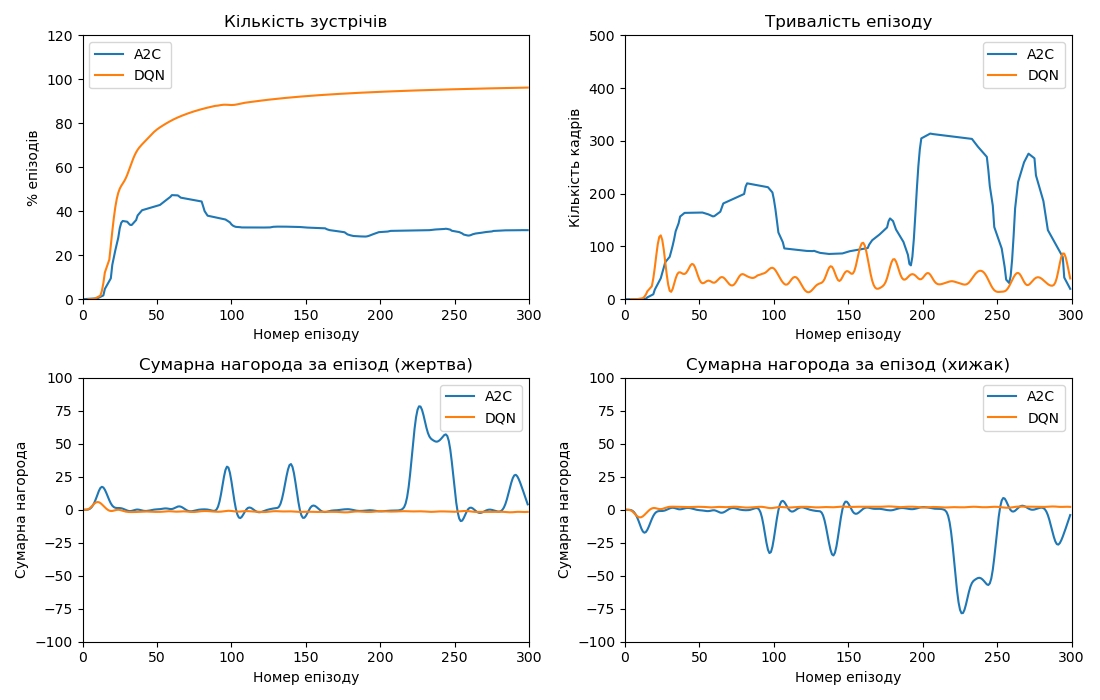 Кількість зустрічів
120
100
80
60
40
20
0
% епізодів
A2C
DQN
0 50 100 150 200 250 300
Номер епізоду
Тривалість епізоду
500
400
300
200
100
0
Кількість кадрів
A2C
DQN
0 50 100 150 200 250 300
Номер епізоду
Сумарна нагорода за епізод (жертва)
100
75
50
25
0
−25
−50
−75
−100
Сумарна нагорода
A2C
DQN
0 50 100 150 200 250 300
Номер епізоду
Сумарна нагорода за епізод (хижак)
100
75
50
25
0
−25
−50
−75
−100
Сумарна нагорода
A2C
DQN
0 50 100 150 200 250 300
Номер епізоду